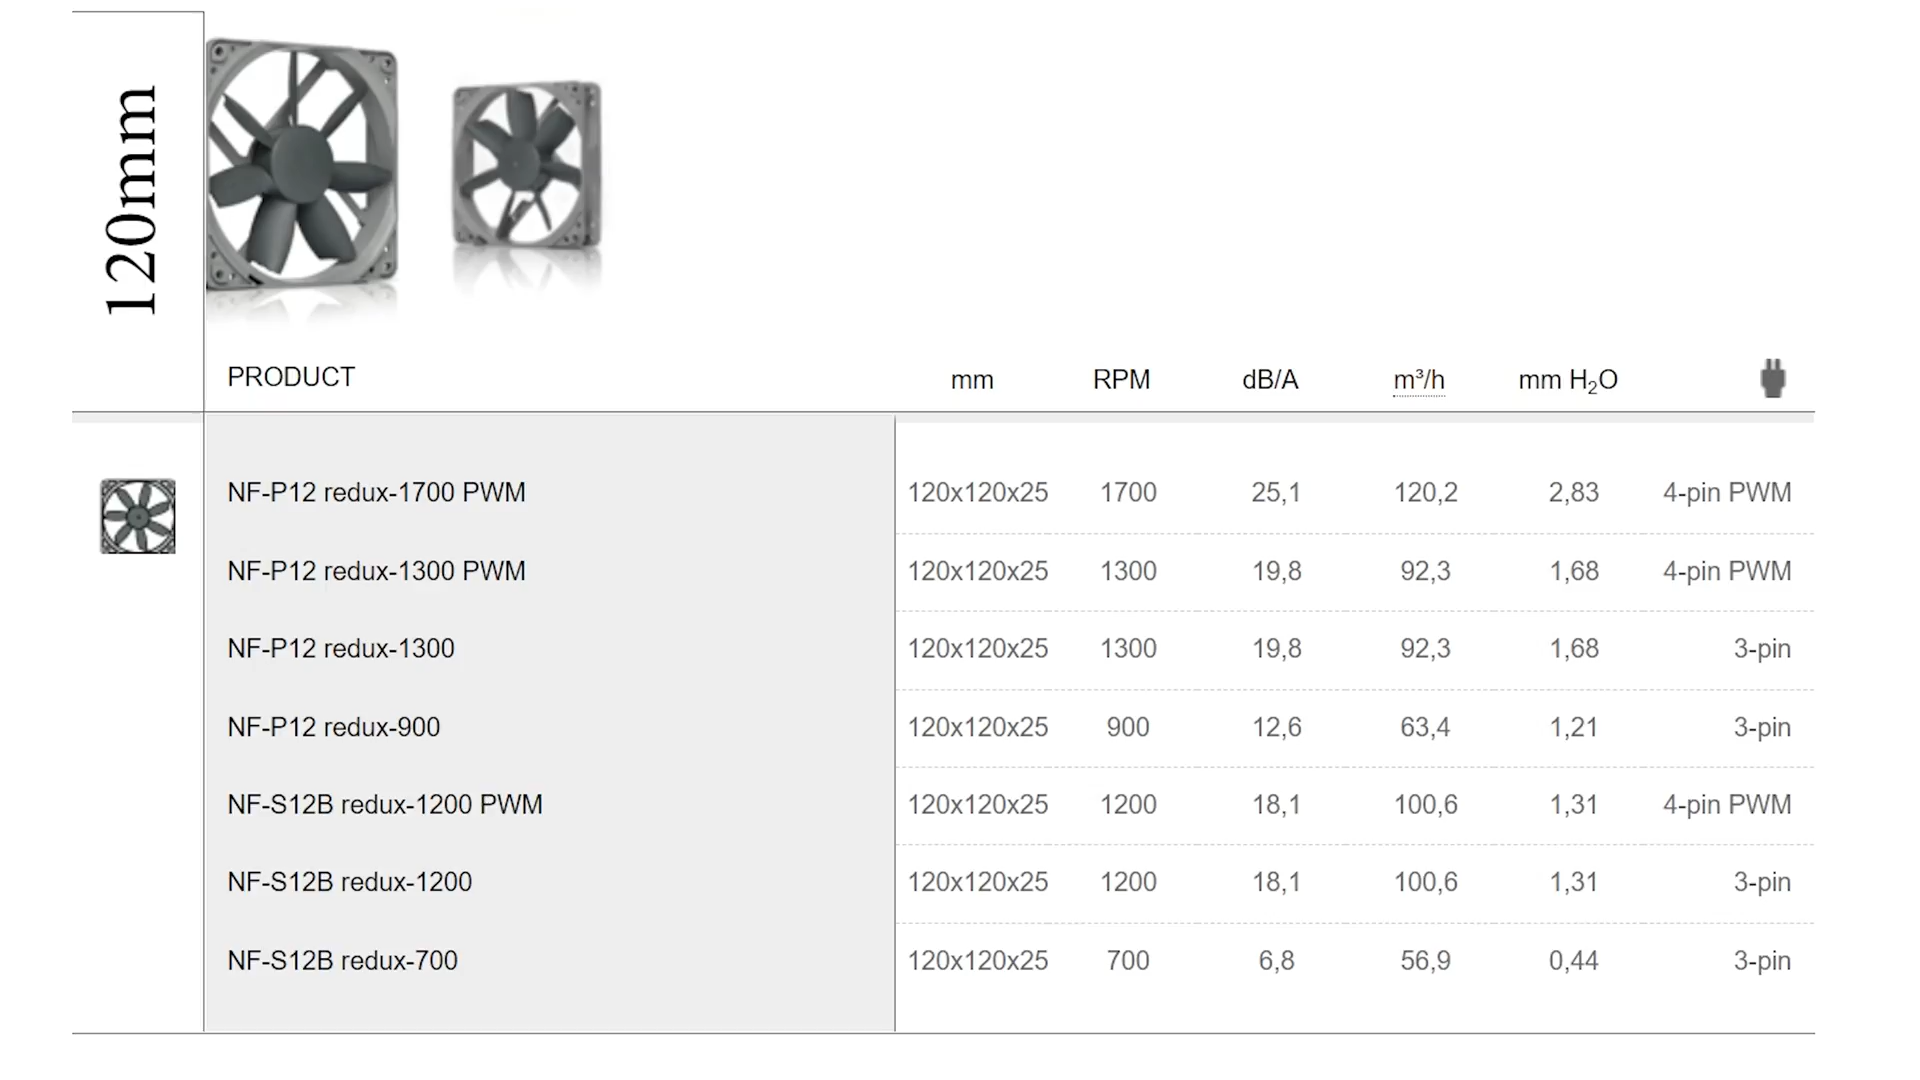 120mm
PRODUCT mm RPM dB/A m³/h mm H₂O
NF-P12 redux-1700 PWM 120x120x25 1700 25,1 120,2 2,83 4-pin PWM
NF-P12 redux-1300 PWM 120x120x25 1300 19,8 92,3 1,68 4-pin PWM
NF-P12 redux-1300 120x120x25 1300 19,8 92,3 1,68 3-pin
NF-P12 redux-900 120x120x25 900 12,6 63,4 1,21 3-pin
NF-S12B redux-1200 PWM 120x120x25 1200 18,1 100,6 1,31 4-pin PWM
NF-S12B redux-1200 120x120x25 1200 18,1 100,6 1,31 3-pin
NF-S12B redux-700 120x120x25 700 6,8 56,9 0,44 3-pin